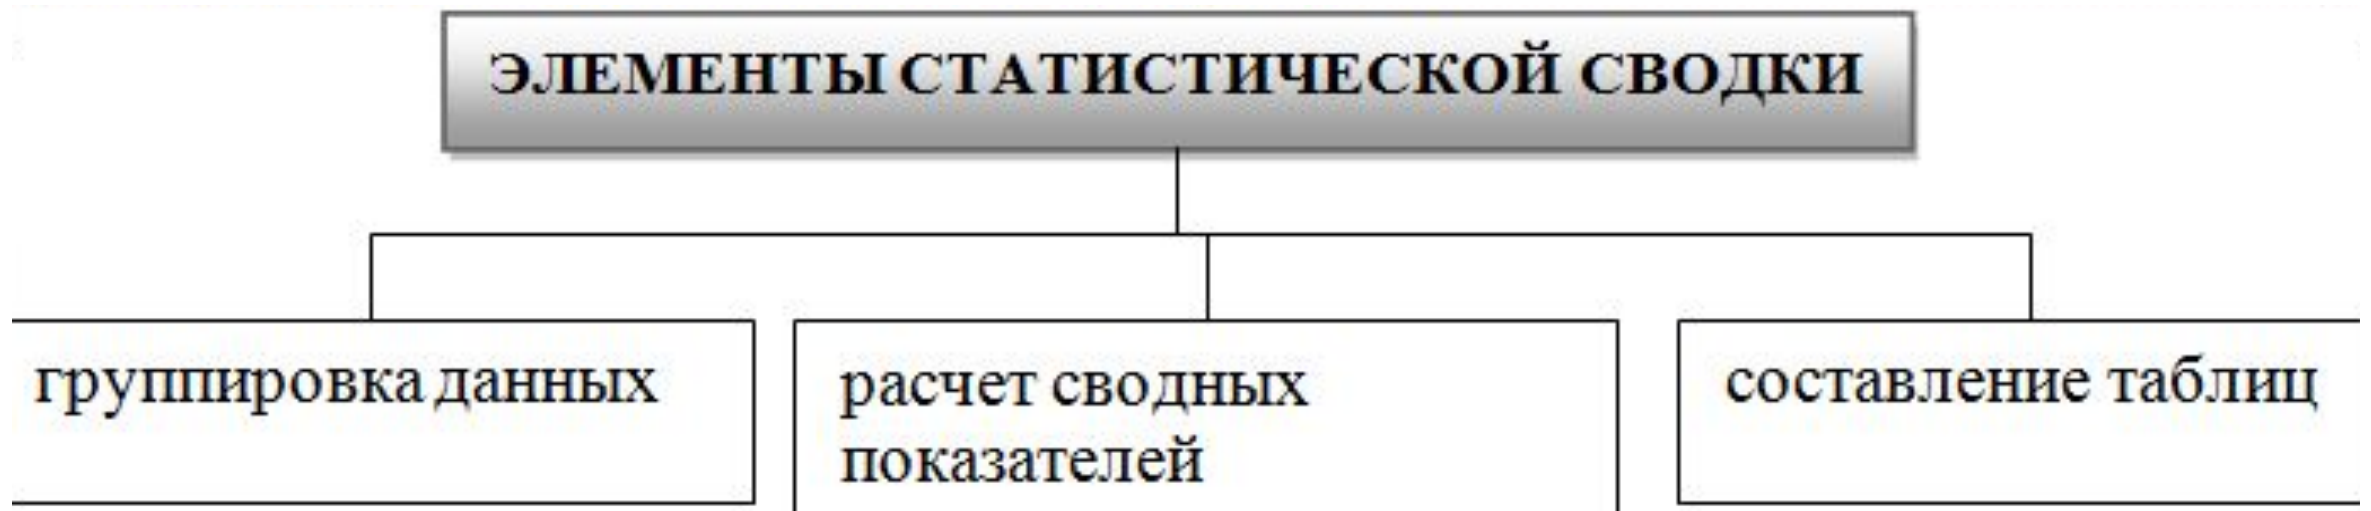 ЭЛЕМЕНТЫ СТАТИСТИЧЕСКОЙ СВОДКИ
группировка данных
расчет сводных
показателей
составление таблиц